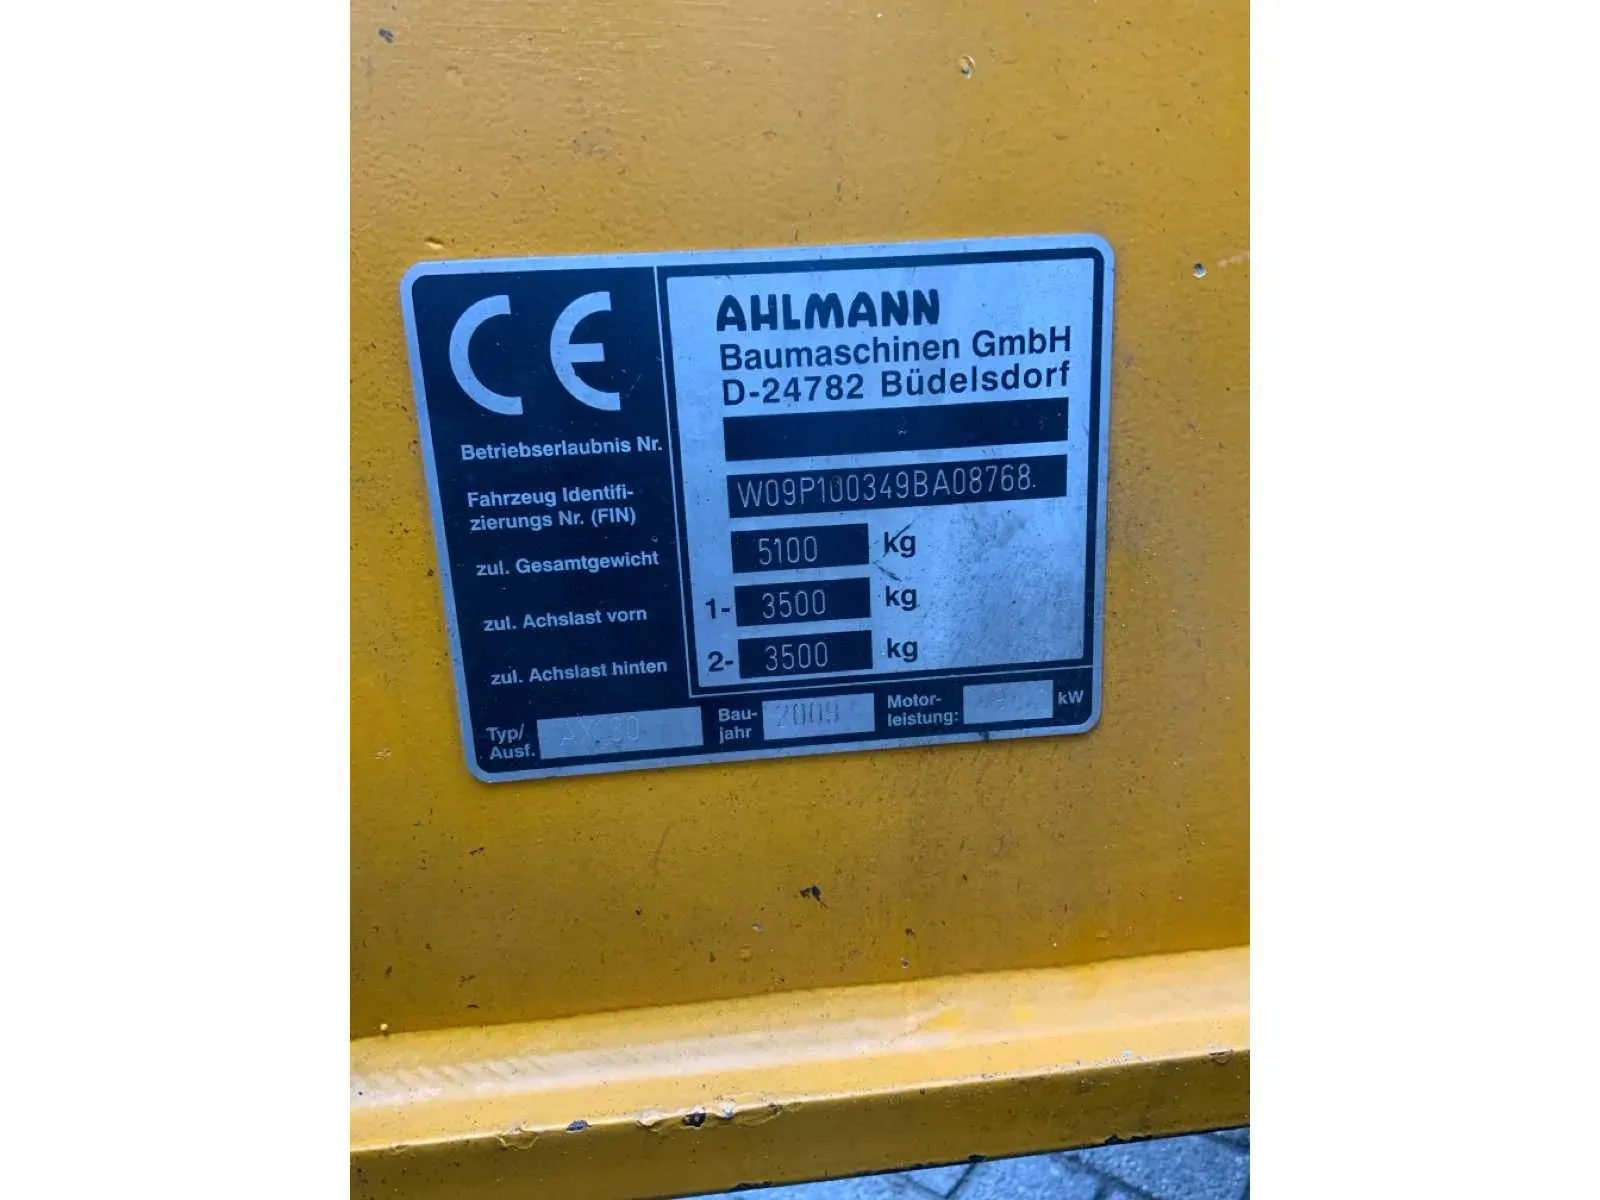 CE
AHLMANN
Baumaschinen GmbH
D-24782 Büdelsdorf
Betriebserlaubnis Nr.
Fahrzeug Identifi-
zierungs Nr. (FIN) W09P100349BA08768.
zul. Gesamtgewicht 5100 kg
zul. Achslast vorn 1- 3500 kg
zul. Achslast hinten 2- 3500 kg
Typ/
Ausf.
Bau-
jahr 2009
Motor-
leistung: kW